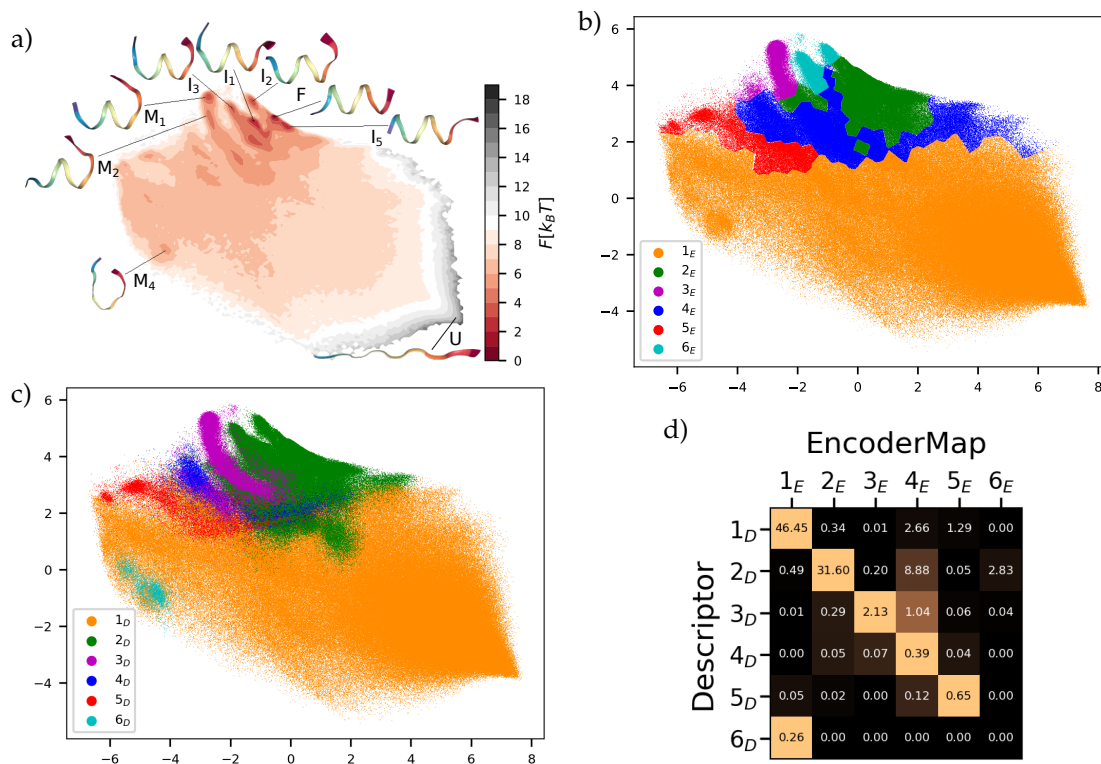 a)
I3 I1 I2
M1 F
I5
M2
M4
U
18
16
14
12
10
8
6
4
2
0
F[kBT]
b)
6
4
2
0
−2
−4
1E
2E
3E
4E
5E
6E
−6 −4 −2 0 2 4 6 8
c)
6
4
2
0
−2
−4
1D
2D
3D
4D
5D
6D
−6 −4 −2 0 2 4 6 8
d)
EncoderMap
1E 2E 3E 4E 5E 6E
Descriptor
1D 46.45 0.34 0.01 2.66 1.29 0.00
2D 0.49 31.60 0.20 8.88 0.05 2.83
3D 0.01 0.29 2.13 1.04 0.06 0.04
4D 0.00 0.05 0.07 0.39 0.04 0.00
5D 0.05 0.02 0.00 0.12 0.65 0.00
6D 0.26 0.00 0.00 0.00 0.00 0.00